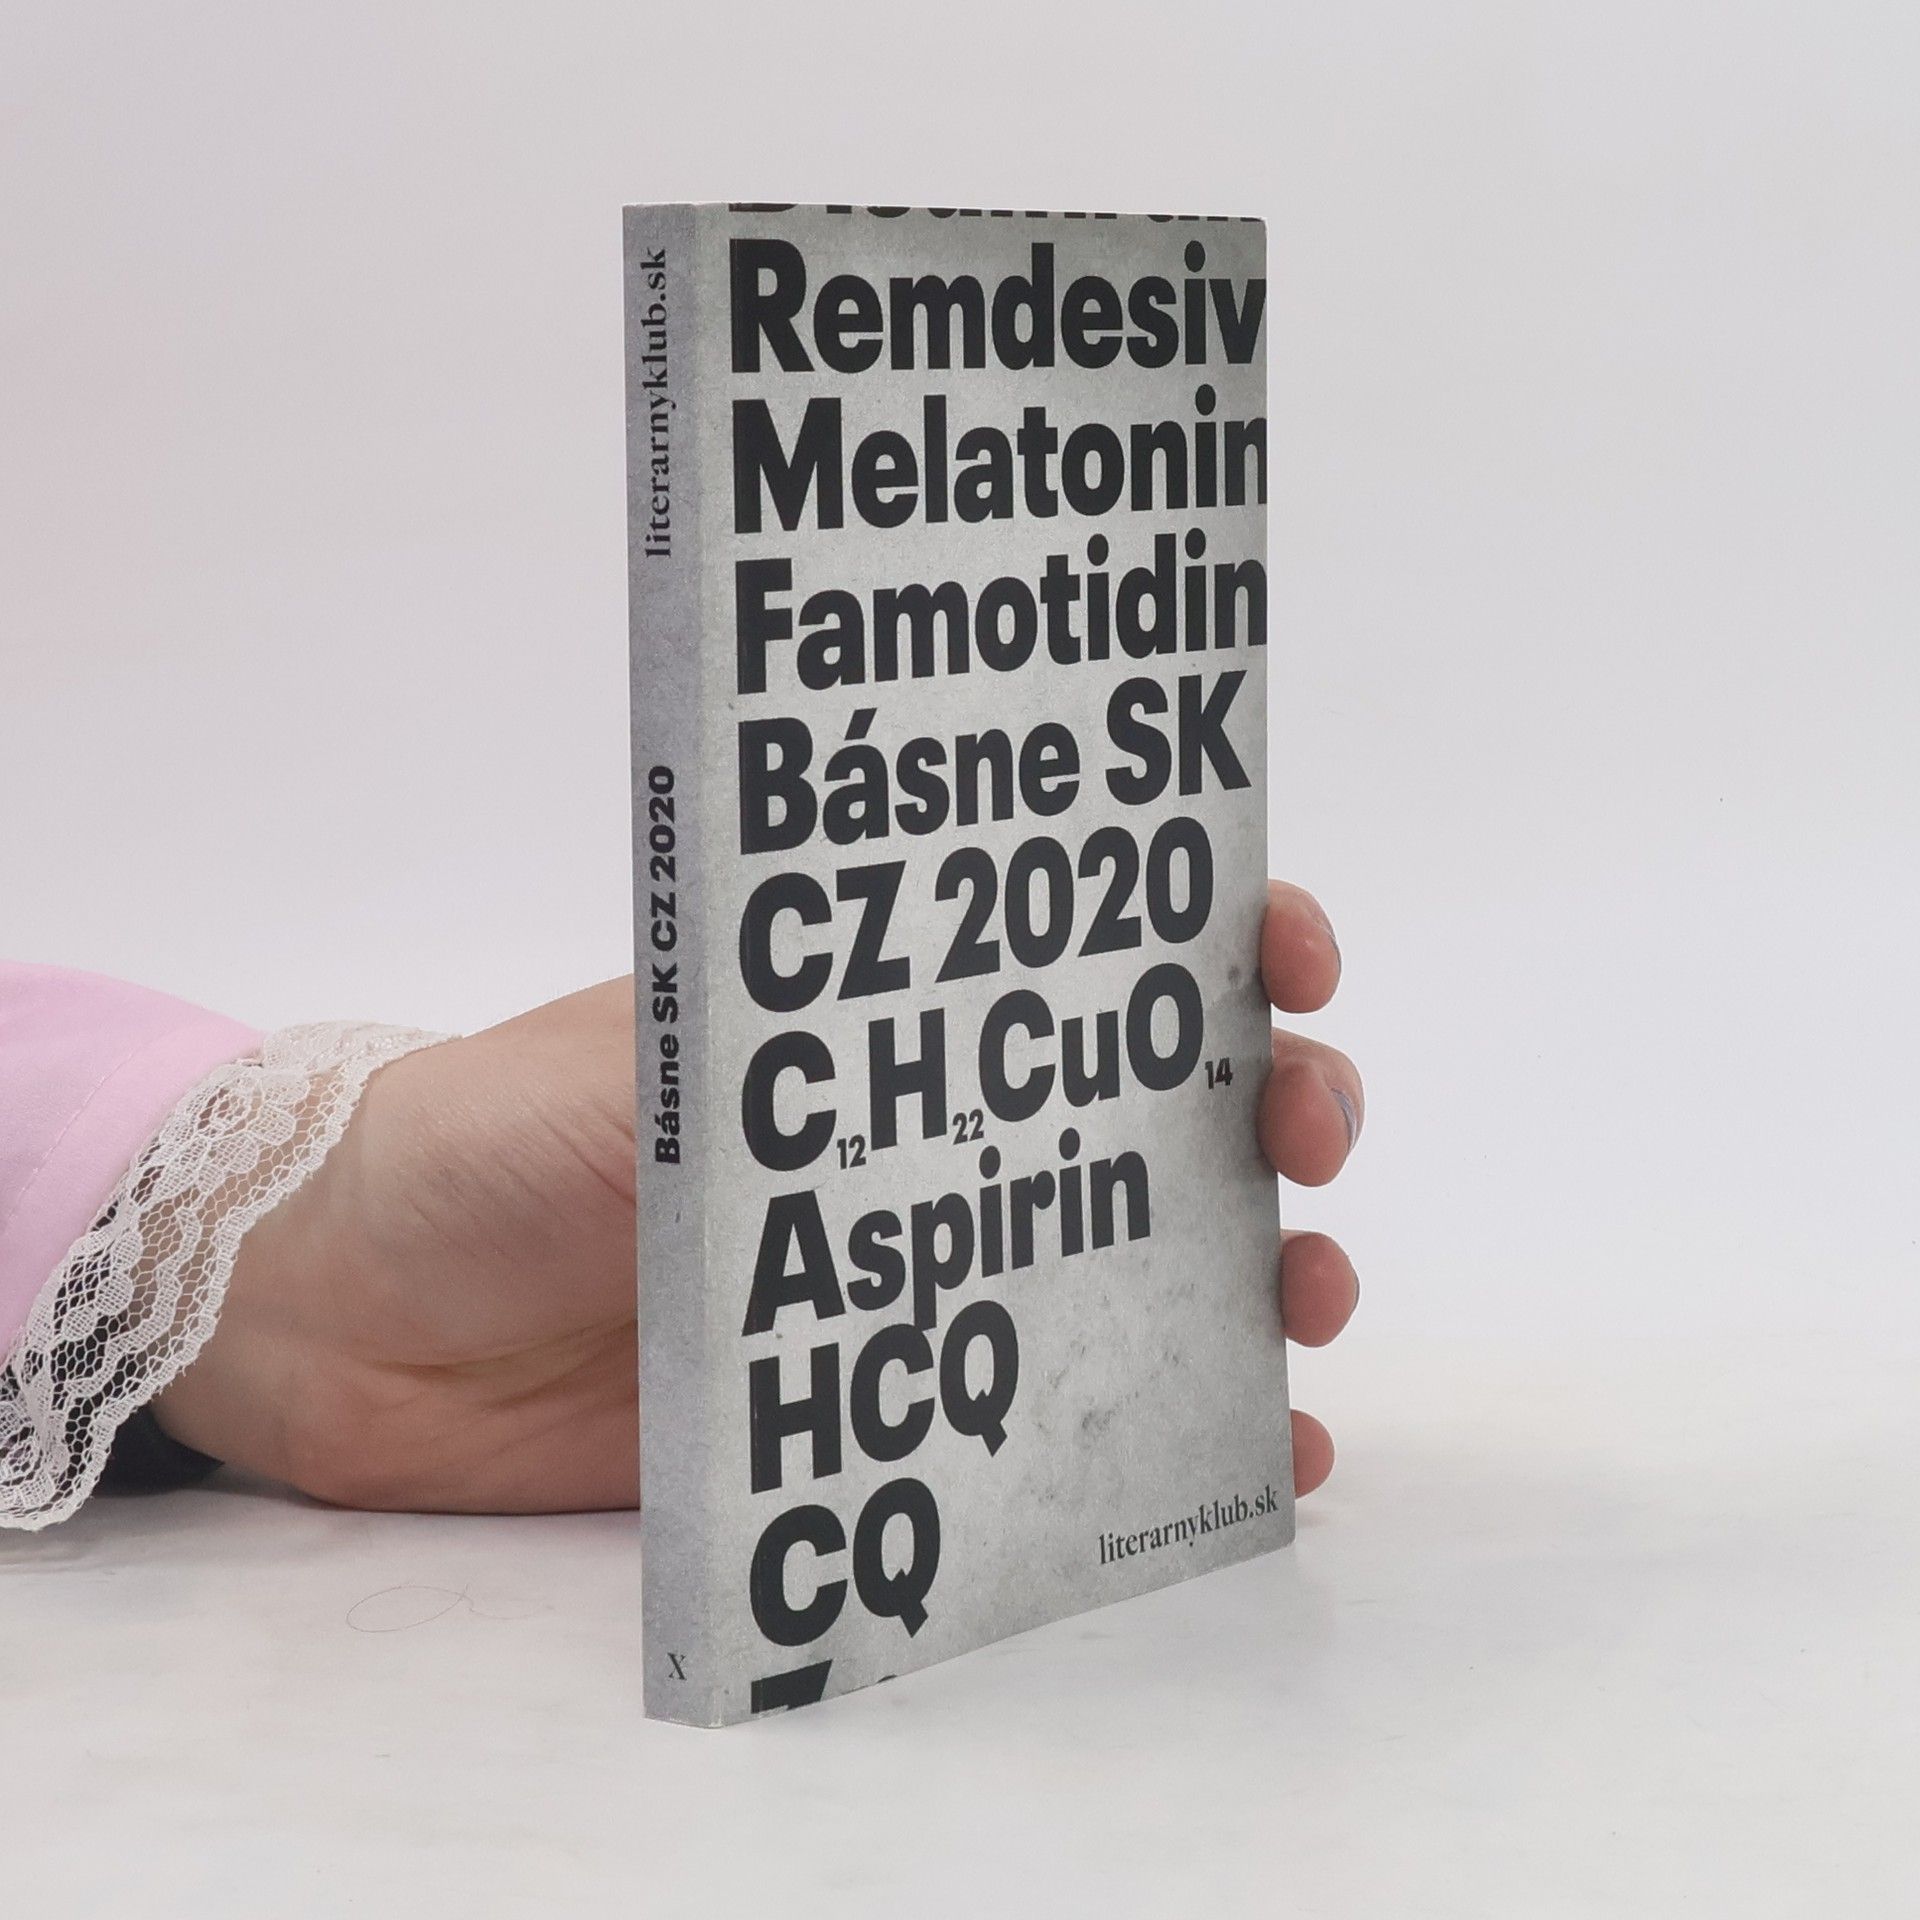 literarnyklub.sk
Básne SK CZ 2020
X
Remdesiv
Melatonin
Famotidin
Básne SK
CZ 2020
C₁₂H₂₂CuO₁₄
Aspirin
HCQ
CQ
literarnyklub.sk